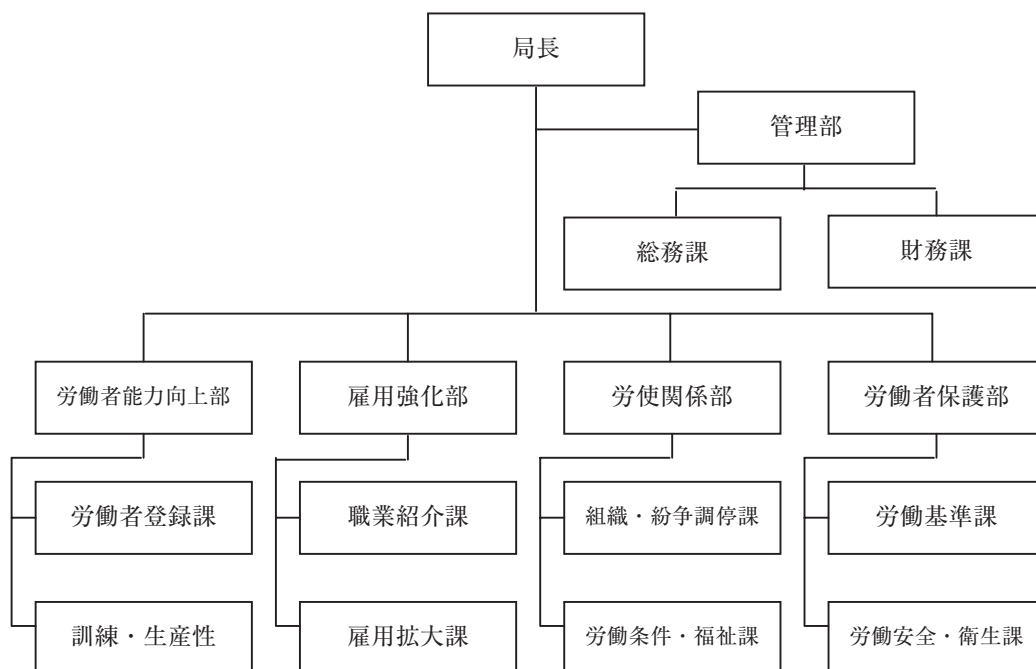 局長
管理部
総務課
財務課
労働者能力向上部
雇用強化部
労使関係部
労働者保護部
労働者登録課
職業紹介課
組織・紛争調停課
労働基準課
訓練・生産性
雇用拡大課
労働条件・福祉課
労働安全・衛生課